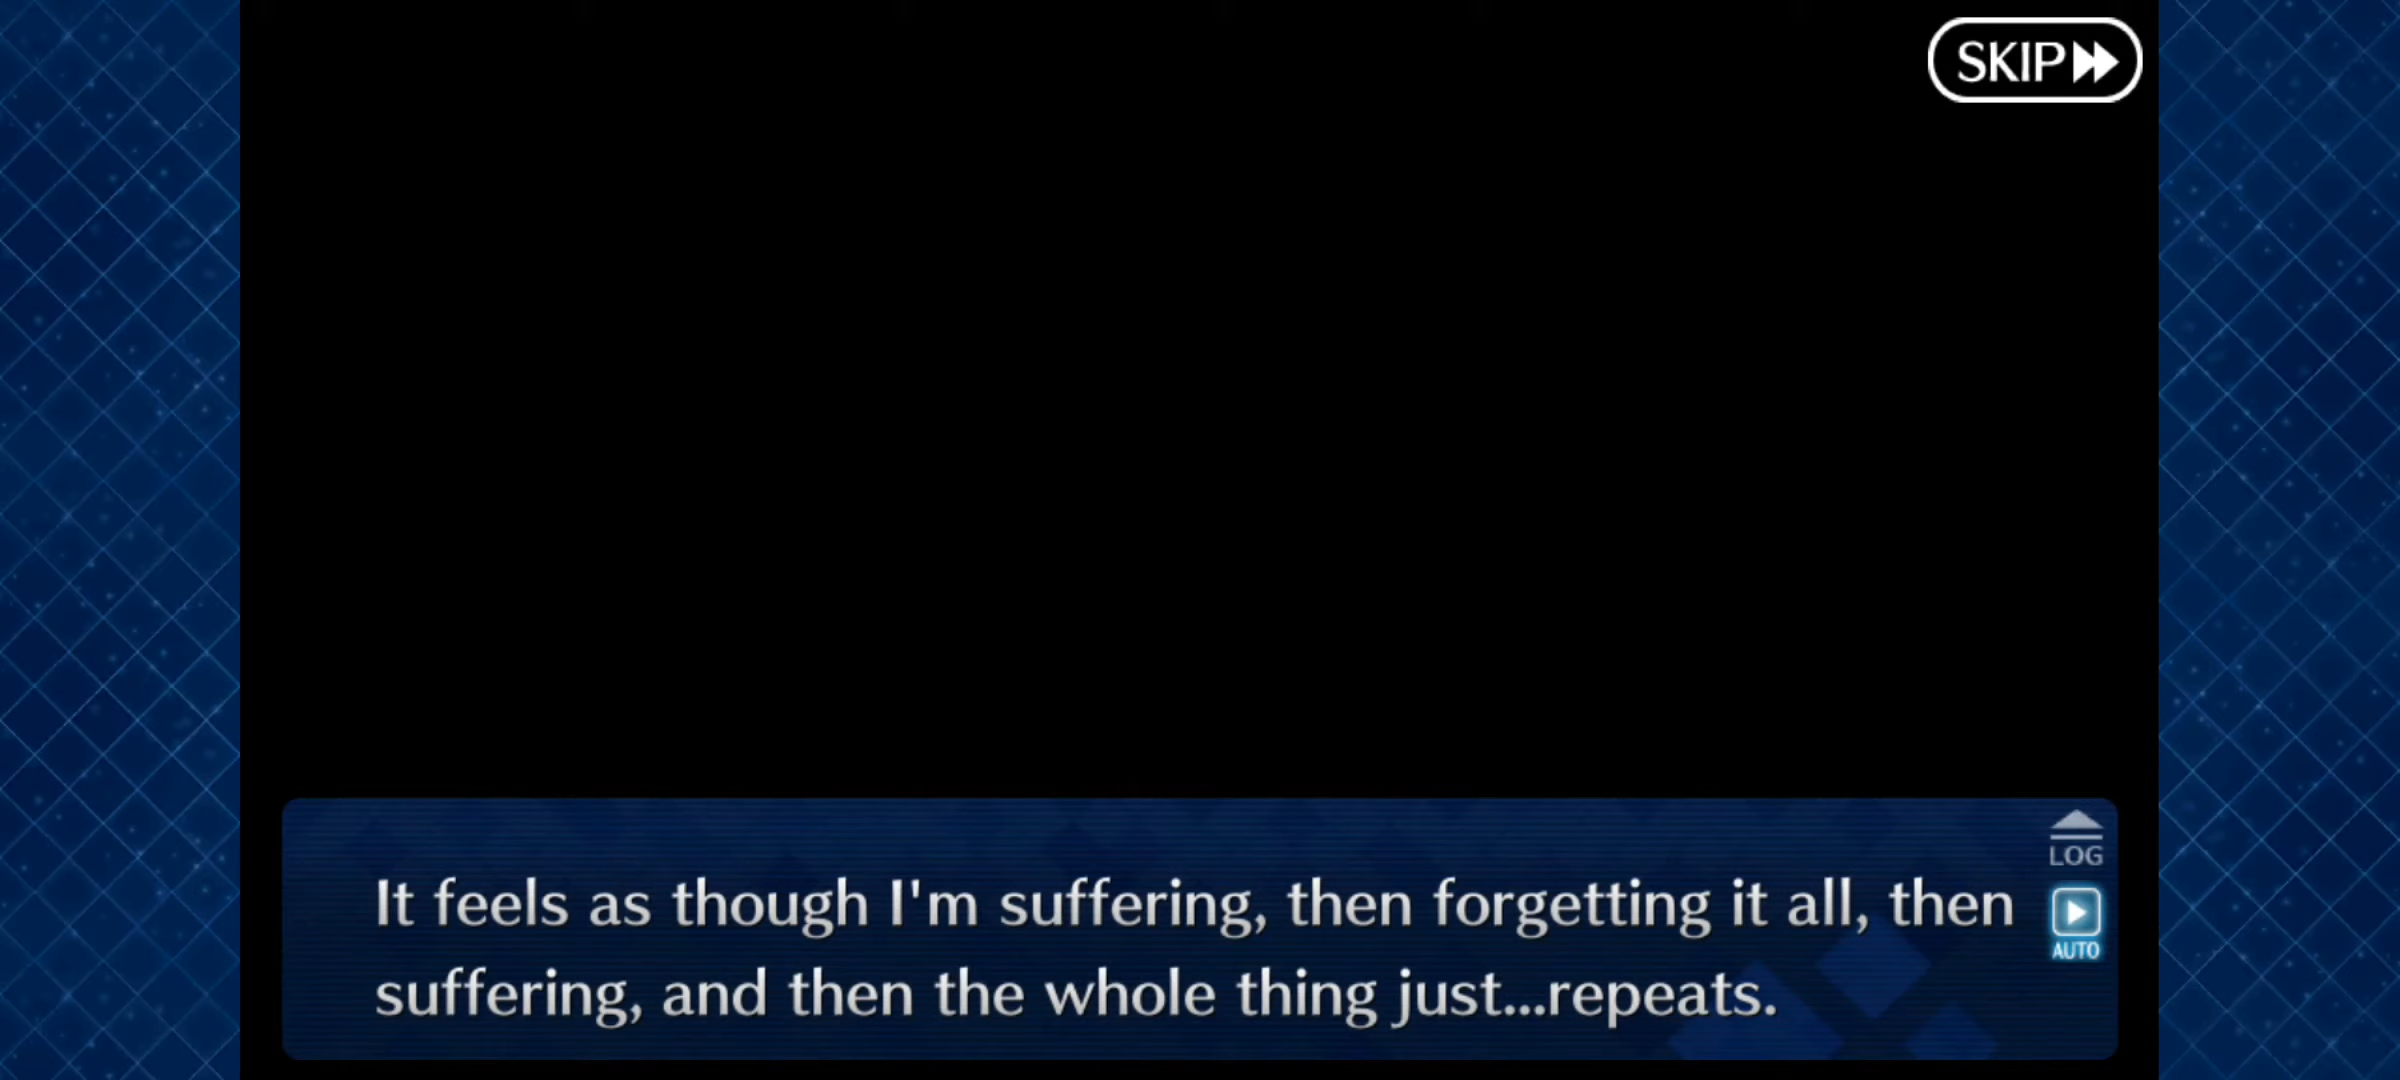 SKIP
LOG
It feels as though I'm suffering, then forgetting it all, then
AUTO
suffering, and then the whole thing just...repeats.